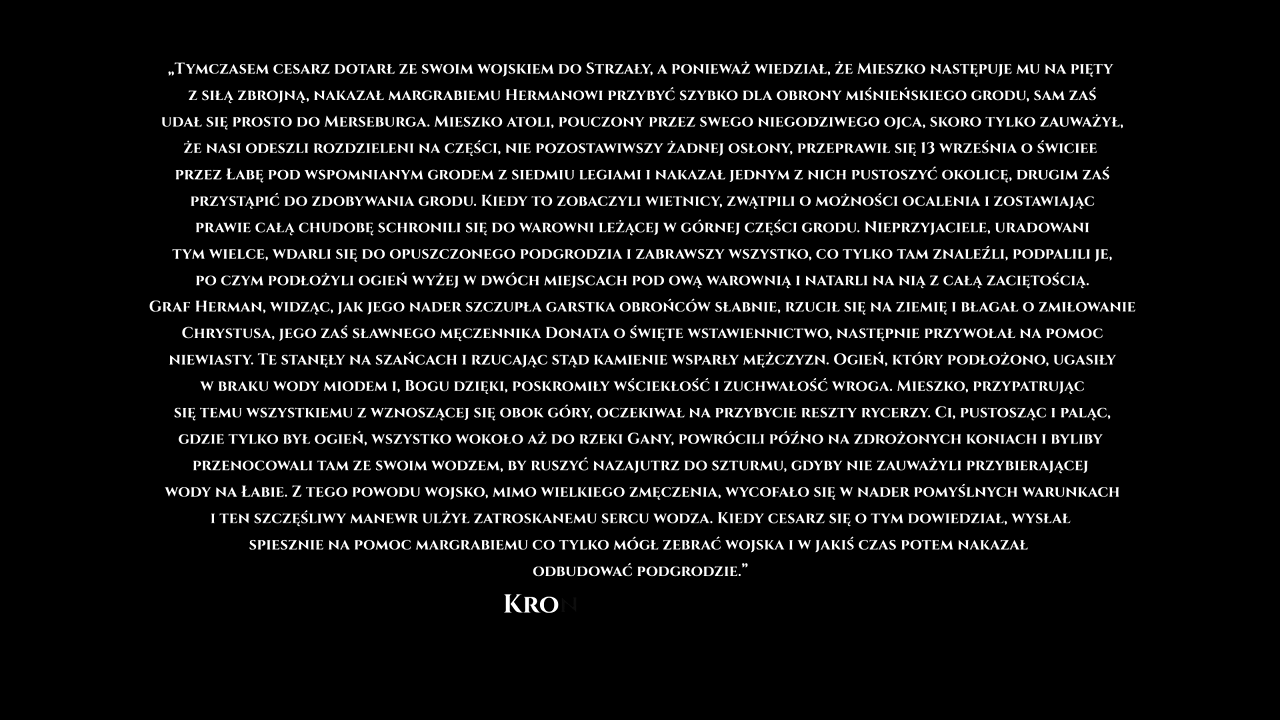 „Tymczasem cesarz dotarł ze swoim wojskiem do Strzały, a ponieważ wiedział, że Mieszko następuje mu na pięty
z siłą zbrojną, nakazał margrabiemu Hermanowi przybyć szybko dla obrony miśnieńskiego grodu, sam zaś
udał się prosto do Merseburga. Mieszko atoli, pouczony przez swego niegodziwego ojca, skoro tylko zauważył,
że nasi odeszli rozdzieleni na części, nie pozostawiwszy żadnej osłony, przeprawił się 13 września o świciee
przez Łabę pod wspomnianym grodem z siedmiu legiami i nakazał jednym z nich pustoszyć okolicę, drugim zaś
przystąpić do zdobywania grodu. Kiedy to zobaczyli Wietnicy, zwątpili o możności ocalenia i zostawiając
prawie całą chudobę schronili się do warowni leżącej w górnej części grodu. Nieprzyjaciele, uradowani
tym wielce, wdarli się do opuszczonego podgrodzia i zabrawszy wszystko, co tylko tam znaleźli, podpalili je,
po czym podłożyli ogień wyżej w dwóch miejscach pod ową warownią i natarli na nią z całą zaciętością.
Graf Herman, widząc, jak jego nader szczupła garstka obrońców słabnie, rzucił się na ziemię i błagał o zmiłowanie
Chrystusa, jego zaś sławnego męczennika Donata o święte wstawiennictwo, następnie przywołał na pomoc
niewiasty. Te stanęły na szańcach i rzucając stąd kamienie wsparły mężczyzn. Ogień, który podłożono, ugasiły
w braku wody miodem i, Bogu dzięki, poskromiły wściekłość i zuchwałość wroga. Mieszko, przypatrując
się temu wszystkiemu z wznoszącej się obok góry, oczekiwał na przybycie reszty rycerzy. Ci, pustosząc i paląc,
gdzie tylko był ogień, wszystko wokoło aż do rzeki Gany, powrócili późno na zdrożonych koniach i byliby
przenocowali tam ze swoim wodzem, by ruszyć nazajutrz do szturmu, gdyby nie zauważyli przybierającej
wody na Łabie. Z tego powodu wojsko, mimo wielkiego zmęczenia, wycofało się w nader pomyślnych warunkach
i ten szczęśliwy manewr ulżył zatroskanemu sercu wodza. Kiedy cesarz się o tym dowiedział, wysłał
spiesznie na pomoc margrabiemu co tylko mógł zebrać wojska i w jakiś czas potem nakazał
odbudować podgrodzie.”
Kron